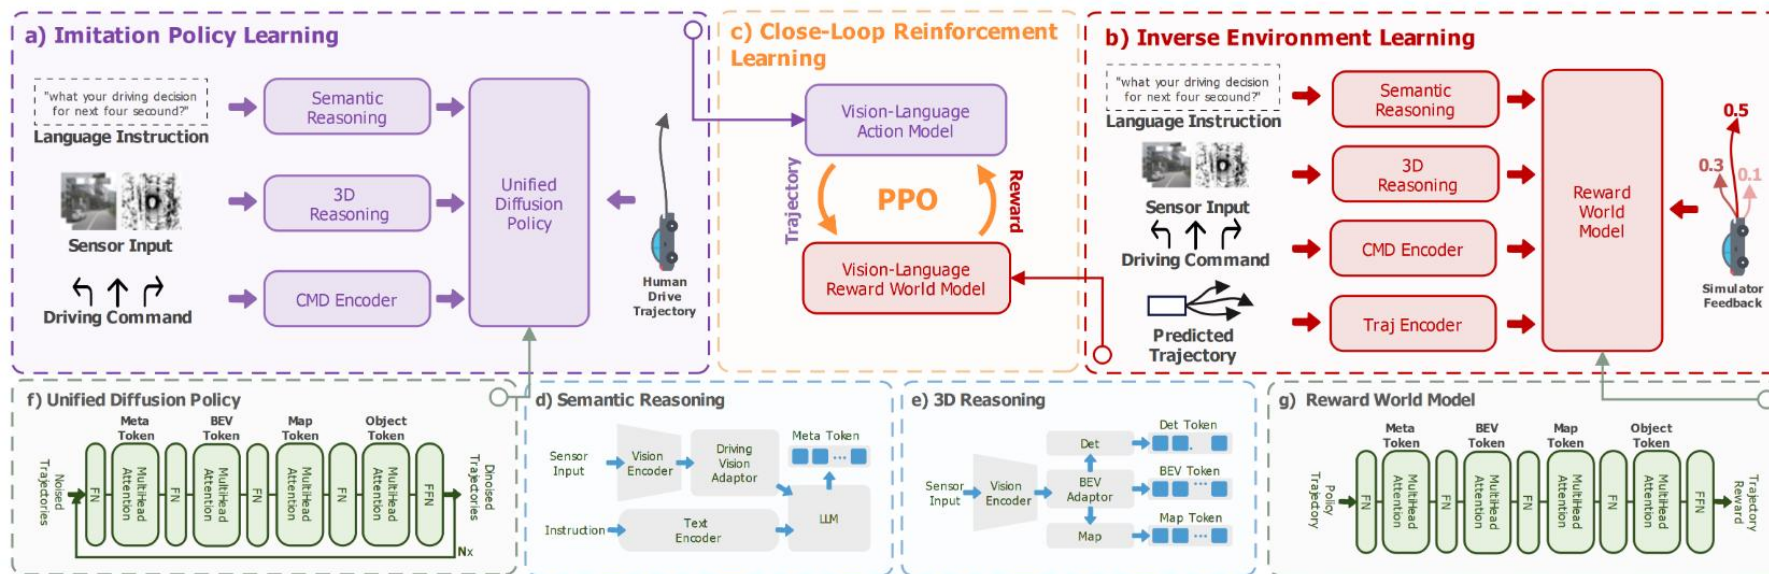 a) Imitation Policy Learning
"what your driving decision
for next four secound?"
Language Instruction
Sensor Input
Driving Command
Semantic
Reasoning
3D
Reasoning
CMD Encoder
Unified
Diffusion
Policy
Human
Drive
Trajectory
c) Close-Loop Reinforcement
Learning
Vision-Language
Action Model
Trajectory
PPO
Reward
Vision-Language
Reward World Model
b) Inverse Environment Learning
"what your driving decision
for next four secound?"
Language Instruction
Sensor Input
Driving Command
Predicted
Trajectory
Semantic
Reasoning
3D
Reasoning
CMD Encoder
Traj Encoder
Reward
World
Model
0.5
0.3
0.1
Simulator
Feedback
f) Unified Diffusion Policy
Meta
Token
BEV
Token
Map
Token
Object
Token
Noised
Trajectories
FN
MultiHead
Attention
FN
MultiHead
Attention
FN
MultiHead
Attention
FN
MultiHead
Attention
FFN
Dinoised
Trajectories
Nx
d) Semantic Reasoning
Sensor
Input
Vision
Encoder
Driving
Vision
Adaptor
Meta Token
...
Instruction
Text
Encoder
LLM
e) 3D Reasoning
Sensor
Input
Vision
Encoder
Det
BEV
Adaptor
Map
Det Token
BEV Token
...
Map Token
...
g) Reward World Model
Meta
Token
BEV
Token
Map
Token
Object
Token
Policy
Trajectory
FN
MultiHead
Attention
FN
MultiHead
Attention
FN
MultiHead
Attention
FN
MultiHead
Attention
FFN
Trajectory
Reward